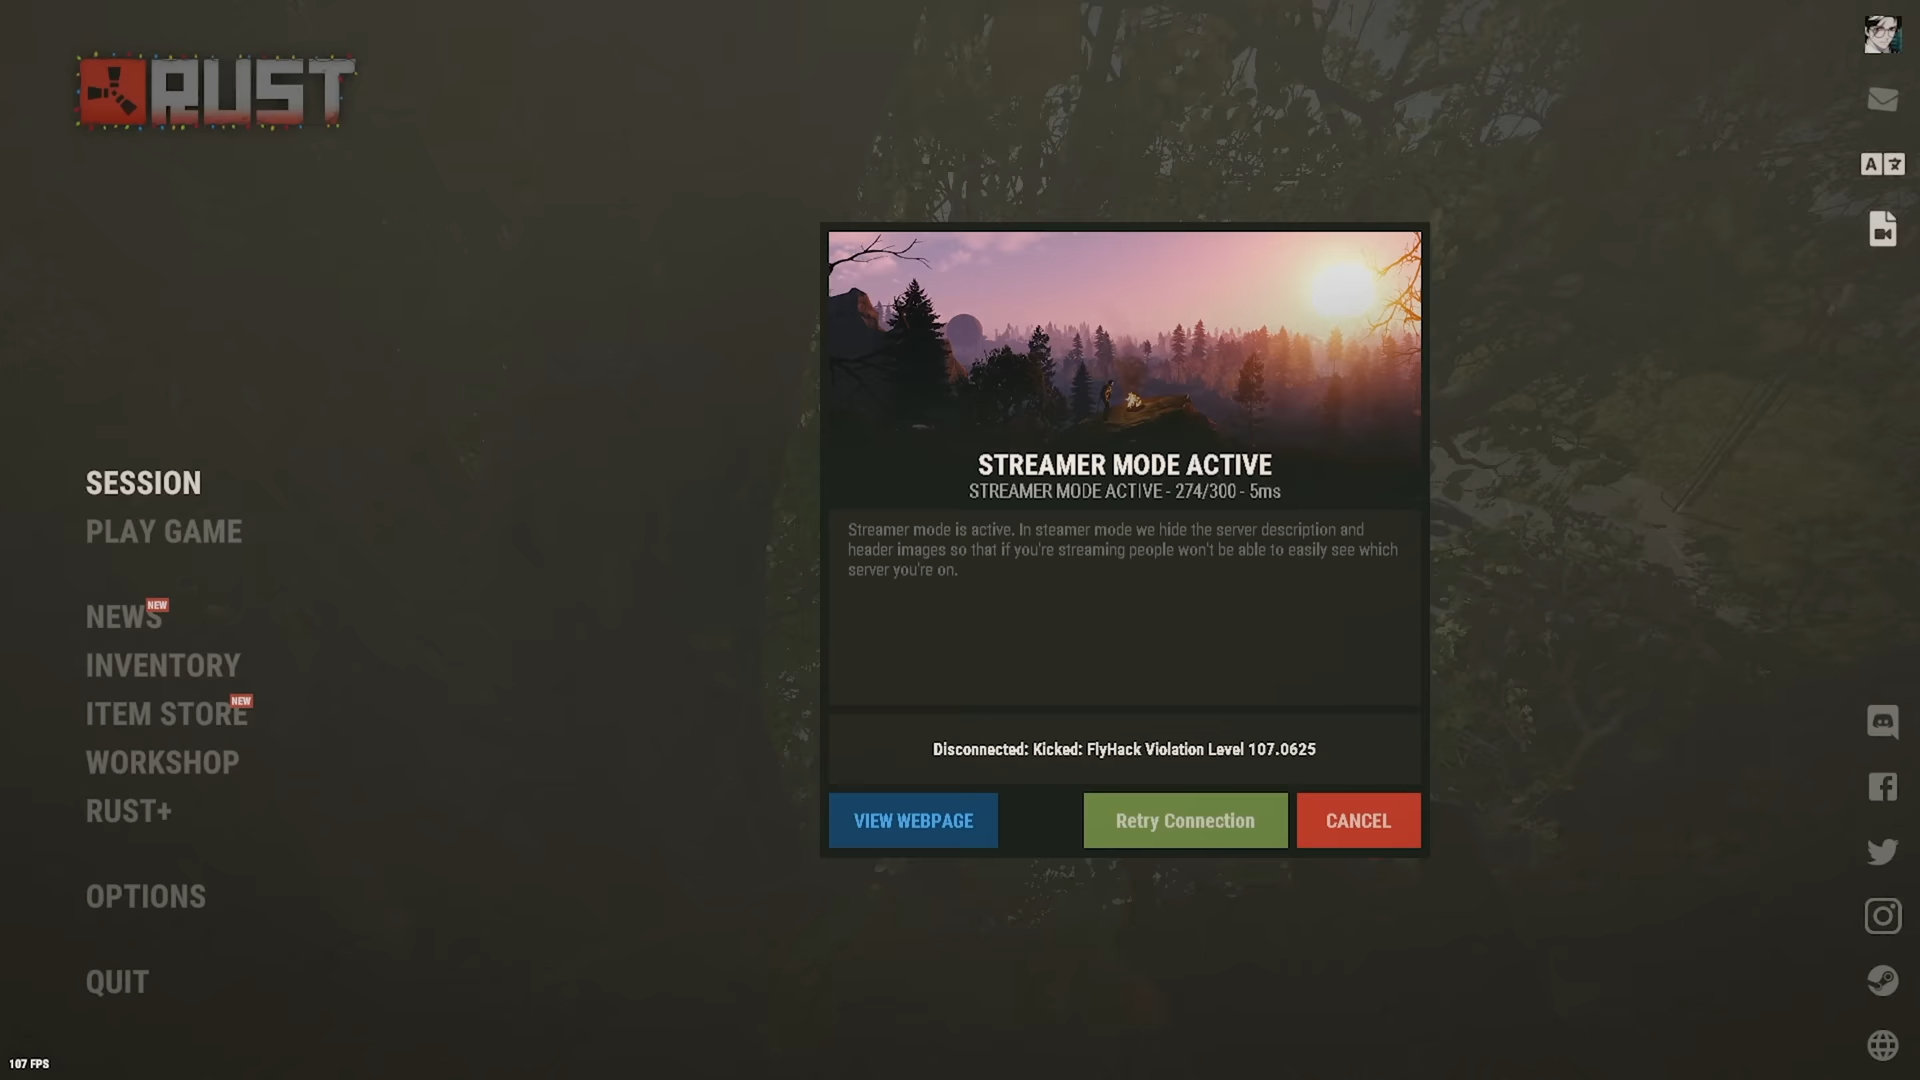 RUST
SESSION
PLAY GAME
NEWS NEW
INVENTORY
ITEM STORE NEW
WORKSHOP
RUST+
OPTIONS
QUIT
107 FPS
STREAMER MODE ACTIVE
STREAMER MODE ACTIVE - 274/300 - 5ms
Streamer mode is active. In steamer mode we hide the server description and
header images so that if you're streaming people won't be able to easily see which
server you're on.
Disconnected: Kicked: FlyHack Violation Level 107.0625
VIEW WEBPAGE
Retry Connection
CANCEL
A 文